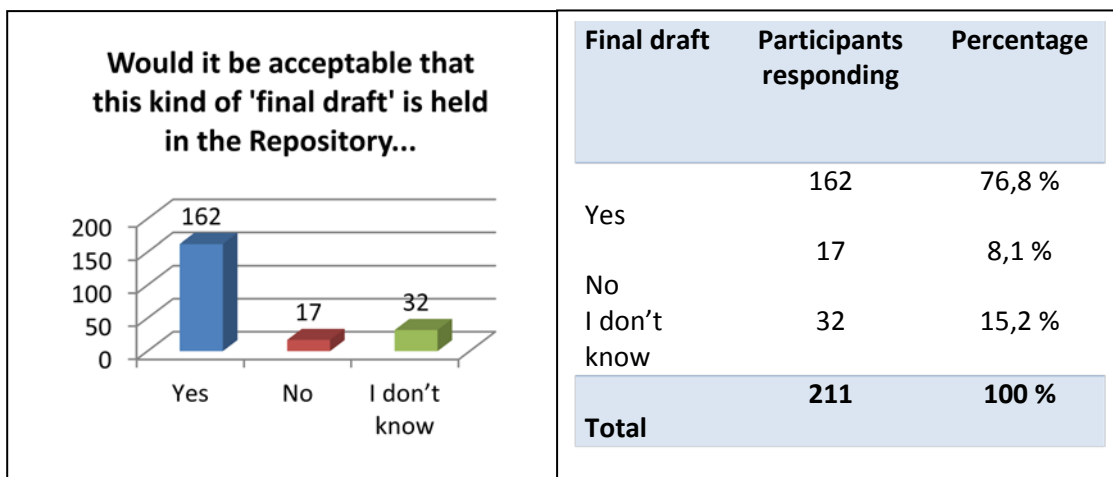 Would it be acceptable that
this kind of 'final draft' is held
in the Repository...
200
150
100
50
0
162
17
32
Yes
No
I don't
know
Final draft
Participants
responding
Percentage
162
76,8 %
Yes
17
8,1 %
No
I don't
know
32
15,2 %
211
100 %
Total